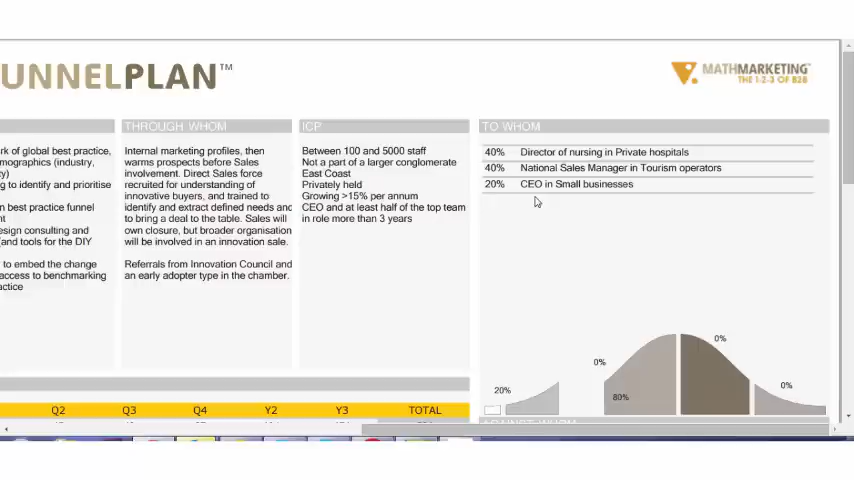 UNNELPLAN™
MATHMARKETING™
THE 1-2-3 OF B2B
rk of global best practice,
mographics (industry,
ty)
ng to identify and prioritise
n best practice funnel
nt
esign consulting and
and tools for the DIY
to embed the change
access to benchmarking
actice
THROUGH WHOM
Internal marketing profiles, then
warms prospects before Sales
involvement. Direct Sales force
recruited for understanding of
innovative buyers, and trained to
identify and extract defined needs and
to bring a deal to the table. Sales will
own closure, but broader organisation
will be involved in an innovation sale.
Referrals from Innovation Council and
an early adopter type in the chamber.
ICP
Between 100 and 5000 staff
Not a part of a larger conglomerate
East Coast
Privately held
Growing >15% per annum
CEO and at least half of the top team
in role more than 3 years
TO WHOM
40% Director of nursing in Private hospitals
40% National Sales Manager in Tourism operators
20% CEO in Small businesses
20%
0%
80%
0%
0%
Q2 Q3 Q4 Y2 Y3 TOTAL
AGAINST WHOM